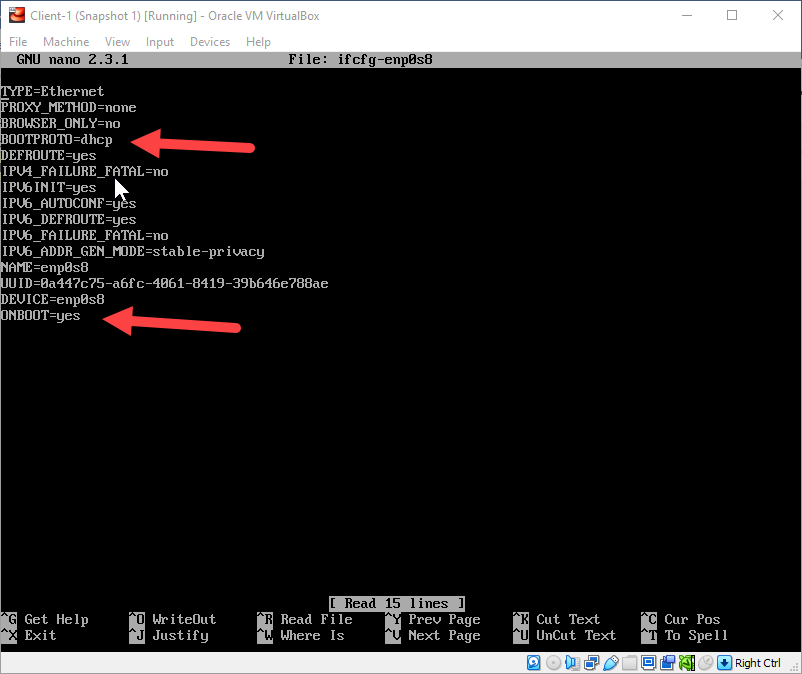 Client-1 (Snapshot 1) [Running] - Oracle VM VirtualBox
File Machine View Input Devices Help
GNU nano 2.3.1 File: ifcfg-enp0s8
TYPE=Ethernet
PROXY_METHOD=none
BROWSER_ONLY=no
BOOTPROTO=dhcp
DEFROUTE=yes
IPV4_FAILURE_FATAL=no
IPV6INIT=yes
IPV6_AUTOCONF=yes
IPV6_DEFROUTE=yes
IPV6_FAILURE_FATAL=no
IPV6_ADDR_GEN_MODE=stable-privacy
NAME=enp0s8
UUID=0a447c75-a6fc-4061-8419-39b646e788ae
DEVICE=enp0s8
ONBOOT=yes
[ Read 15 lines ]
^G Get Help ^O WriteOut ^R Read File ^Y Prev Page ^K Cut Text ^C Cur Pos
^X Exit ^J Justify ^W Where Is ^V Next Page ^U UnCut Text ^T To Spell
Right Ctrl